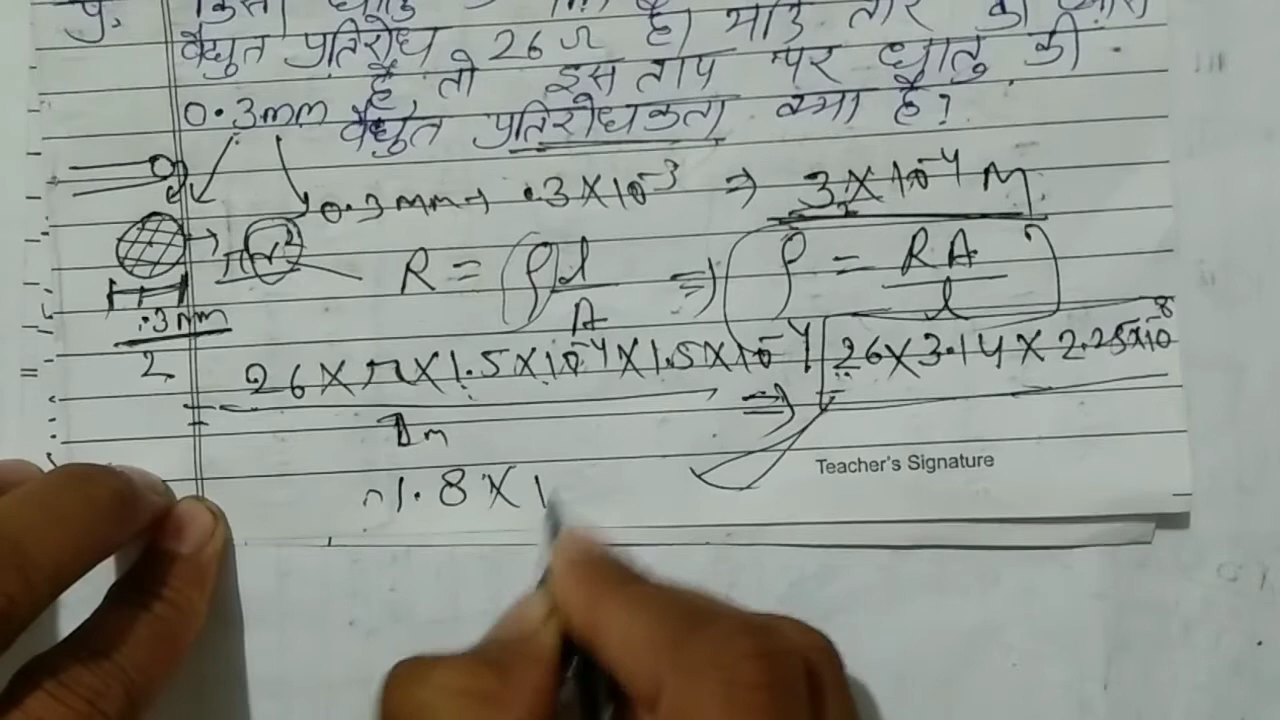 प्र.
वैद्युत प्रतिरोध 26 Ω है। तार
0.3mm है, तो इस ताप पर धातु की
वैद्युत प्रतिरोधकता क्या है?
0.3mm → .3×10⁻³ ⇒ 3×10⁻⁴ m
πr² R = ρl/A ⇒ ρ = RA/l
.3mm/2
= 26×π×1.5×10⁻⁴×1.5×10⁻⁴ / 1m ⇒ 26×3.14×2.25×10⁻⁸
1.8×1
Teacher's Signature